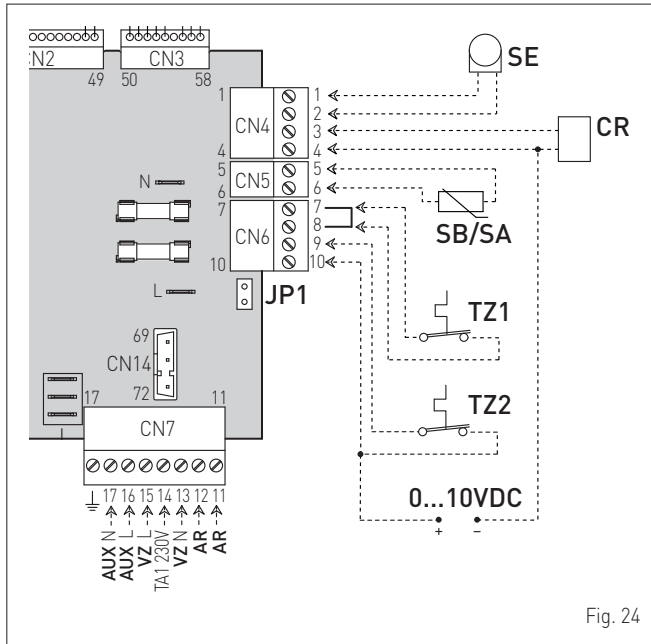 CN2
CN3
49 50 58
SE
1 CN4 1
2
3
4 4
CR
5 CN5 5
6 6
SB/SA
N
7 CN6 7
8
9
10 10
L
JP1
TZ1
69
CN14
72
TZ2
17 11
CN7
0...10VDC
+ -
17 16 15 14 13 12 11
AUX N
AUX L
VZ L
TA1 230V
VZ N
AR
AR
Fig. 24